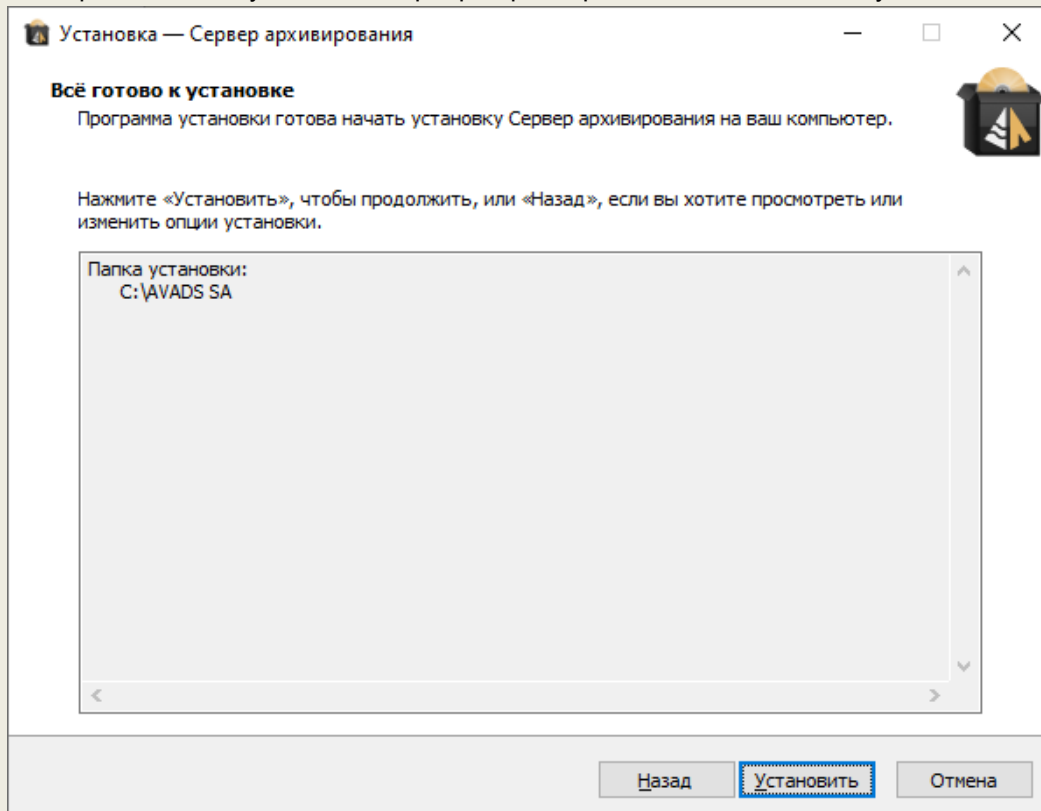 Установка — Сервер архивирования
Всё готово к установке
Программа установки готова начать установку Сервер архивирования на ваш компьютер.
Нажмите «Установить», чтобы продолжить, или «Назад», если вы хотите просмотреть или
изменить опции установки.
Папка установки:
C:\AVADS SA
Назад Установить Отмена